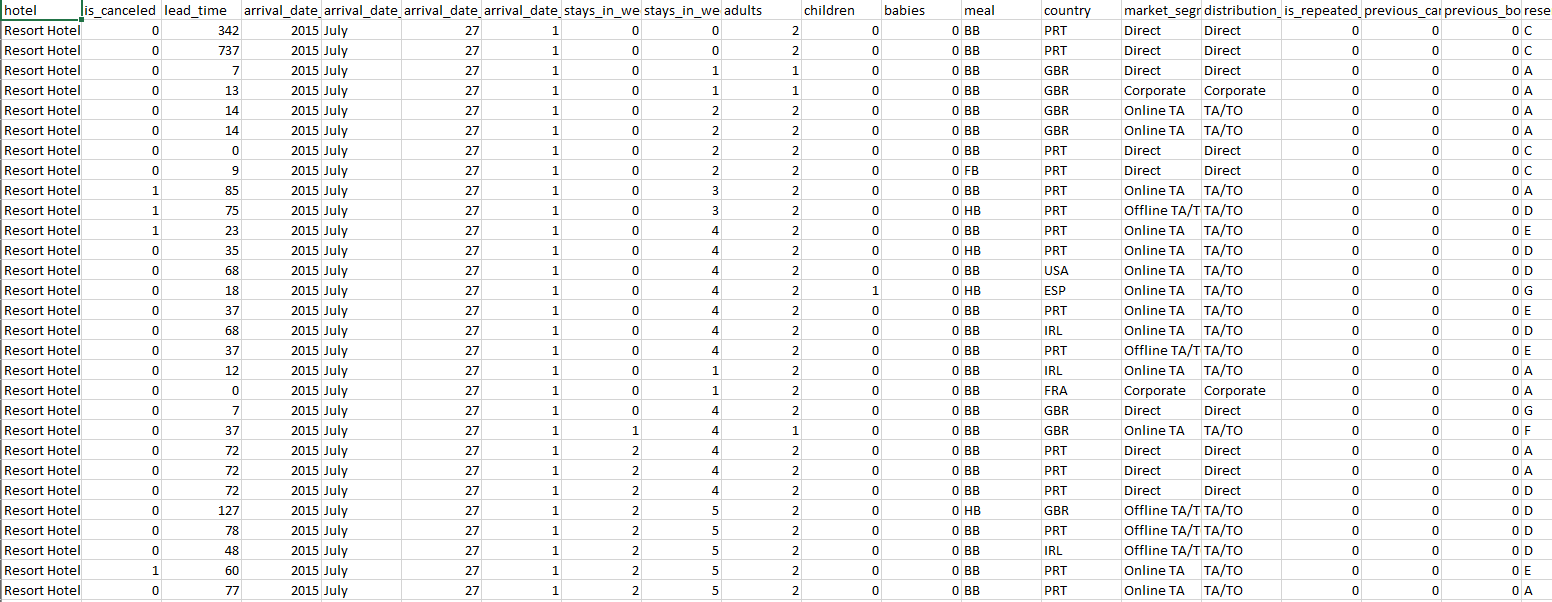 hotel is_canceled lead_time arrival_date_ arrival_date_ arrival_date_ arrival_date_ stays_in_we stays_in_we adults children babies meal country market_segr distribution_ is_repeated_ previous_car previous_bo rese
Resort Hotel 0 342 2015 July 27 1 0 0 2 0 0 BB PRT Direct Direct 0 0 0 C
Resort Hotel 0 737 2015 July 27 1 0 0 2 0 0 BB PRT Direct Direct 0 0 0 C
Resort Hotel 0 7 2015 July 27 1 0 1 1 0 0 BB GBR Direct Direct 0 0 0 A
Resort Hotel 0 13 2015 July 27 1 0 1 1 0 0 BB GBR Corporate Corporate 0 0 0 A
Resort Hotel 0 14 2015 July 27 1 0 2 2 0 0 BB GBR Online TA TA/TO 0 0 0 A
Resort Hotel 0 14 2015 July 27 1 0 2 2 0 0 BB GBR Online TA TA/TO 0 0 0 A
Resort Hotel 0 0 2015 July 27 1 0 2 2 0 0 BB PRT Direct Direct 0 0 0 C
Resort Hotel 0 9 2015 July 27 1 0 2 2 0 0 FB PRT Direct Direct 0 0 0 C
Resort Hotel 1 85 2015 July 27 1 0 3 2 0 0 BB PRT Online TA TA/TO 0 0 0 A
Resort Hotel 1 75 2015 July 27 1 0 3 2 0 0 HB PRT Offline TA/T TA/TO 0 0 0 D
Resort Hotel 1 23 2015 July 27 1 0 4 2 0 0 BB PRT Online TA TA/TO 0 0 0 E
Resort Hotel 0 35 2015 July 27 1 0 4 2 0 0 HB PRT Online TA TA/TO 0 0 0 D
Resort Hotel 0 68 2015 July 27 1 0 4 2 0 0 BB USA Online TA TA/TO 0 0 0 D
Resort Hotel 0 18 2015 July 27 1 0 4 2 1 0 HB ESP Online TA TA/TO 0 0 0 G
Resort Hotel 0 37 2015 July 27 1 0 4 2 0 0 BB PRT Online TA TA/TO 0 0 0 E
Resort Hotel 0 68 2015 July 27 1 0 4 2 0 0 BB IRL Online TA TA/TO 0 0 0 D
Resort Hotel 0 37 2015 July 27 1 0 4 2 0 0 BB PRT Offline TA/T TA/TO 0 0 0 E
Resort Hotel 0 12 2015 July 27 1 0 1 2 0 0 BB IRL Online TA TA/TO 0 0 0 A
Resort Hotel 0 0 2015 July 27 1 0 1 2 0 0 BB FRA Corporate Corporate 0 0 0 A
Resort Hotel 0 7 2015 July 27 1 0 4 2 0 0 BB GBR Direct Direct 0 0 0 G
Resort Hotel 0 37 2015 July 27 1 1 4 1 0 0 BB GBR Online TA TA/TO 0 0 0 F
Resort Hotel 0 72 2015 July 27 1 2 4 2 0 0 BB PRT Direct Direct 0 0 0 A
Resort Hotel 0 72 2015 July 27 1 2 4 2 0 0 BB PRT Direct Direct 0 0 0 A
Resort Hotel 0 72 2015 July 27 1 2 4 2 0 0 BB PRT Direct Direct 0 0 0 D
Resort Hotel 0 127 2015 July 27 1 2 5 2 0 0 HB GBR Offline TA/T TA/TO 0 0 0 D
Resort Hotel 0 78 2015 July 27 1 2 5 2 0 0 BB PRT Offline TA/T TA/TO 0 0 0 D
Resort Hotel 0 48 2015 July 27 1 2 5 2 0 0 BB IRL Offline TA/T TA/TO 0 0 0 D
Resort Hotel 1 60 2015 July 27 1 2 5 2 0 0 BB PRT Online TA TA/TO 0 0 0 E
Resort Hotel 0 77 2015 July 27 1 2 5 2 0 0 BB PRT Online TA TA/TO 0 0 0 A